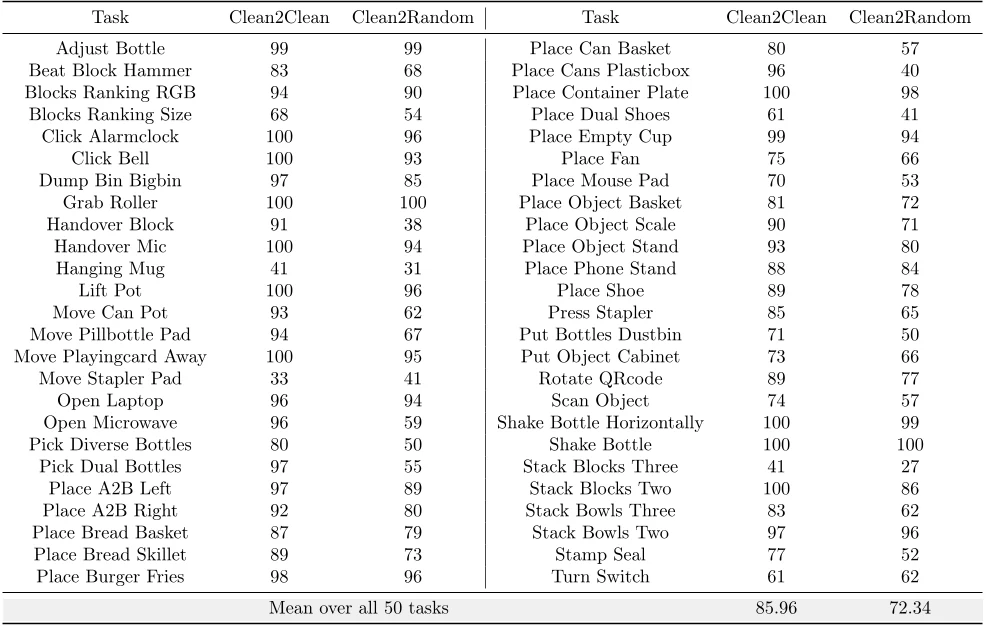 Task Clean2Clean Clean2Random Task Clean2Clean Clean2Random
Adjust Bottle 99 99 Place Can Basket 80 57
Beat Block Hammer 83 68 Place Cans Plasticbox 96 40
Blocks Ranking RGB 94 90 Place Container Plate 100 98
Blocks Ranking Size 68 54 Place Dual Shoes 61 41
Click Alarmclock 100 96 Place Empty Cup 99 94
Click Bell 100 93 Place Fan 75 66
Dump Bin Bigbin 97 85 Place Mouse Pad 70 53
Grab Roller 100 100 Place Object Basket 81 72
Handover Block 91 38 Place Object Scale 90 71
Handover Mic 100 94 Place Object Stand 93 80
Hanging Mug 41 31 Place Phone Stand 88 84
Lift Pot 100 96 Place Shoe 89 78
Move Can Pot 93 62 Press Stapler 85 65
Move Pillbottle Pad 94 67 Put Bottles Dustbin 71 50
Move Playingcard Away 100 95 Put Object Cabinet 73 66
Move Stapler Pad 33 41 Rotate QRcode 89 77
Open Laptop 96 94 Scan Object 74 57
Open Microwave 96 59 Shake Bottle Horizontally 100 99
Pick Diverse Bottles 80 50 Shake Bottle 100 100
Pick Dual Bottles 97 55 Stack Blocks Three 41 27
Place A2B Left 97 89 Stack Blocks Two 100 86
Place A2B Right 92 80 Stack Bowls Three 83 62
Place Bread Basket 87 79 Stack Bowls Two 97 96
Place Bread Skillet 89 73 Stamp Seal 77 52
Place Burger Fries 98 96 Turn Switch 61 62
Mean over all 50 tasks 85.96 72.34